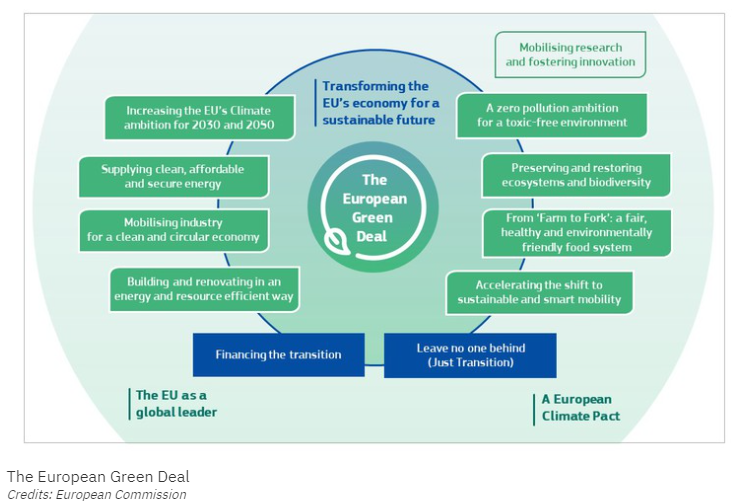 Mobilising research
and fostering innovation
Transforming the
EU's economy for a
sustainable future
Increasing the EU's Climate
ambition for 2030 and 2050
A zero pollution ambition
for a toxic-free environment
Supplying clean, affordable
and secure energy
Preserving and restoring
ecosystems and biodiversity
The
European
Green
Deal
Mobilising industry
for a clean and circular economy
From 'Farm to Fork': a fair,
healthy and environmentally
friendly food system
Building and renovating in an
energy and resource efficient way
Accelerating the shift to
sustainable and smart mobility
Financing the transition
Leave no one behind
(Just Transition)
The EU as a
global leader
A European
Climate Pact
The European Green Deal
Credits: European Commission